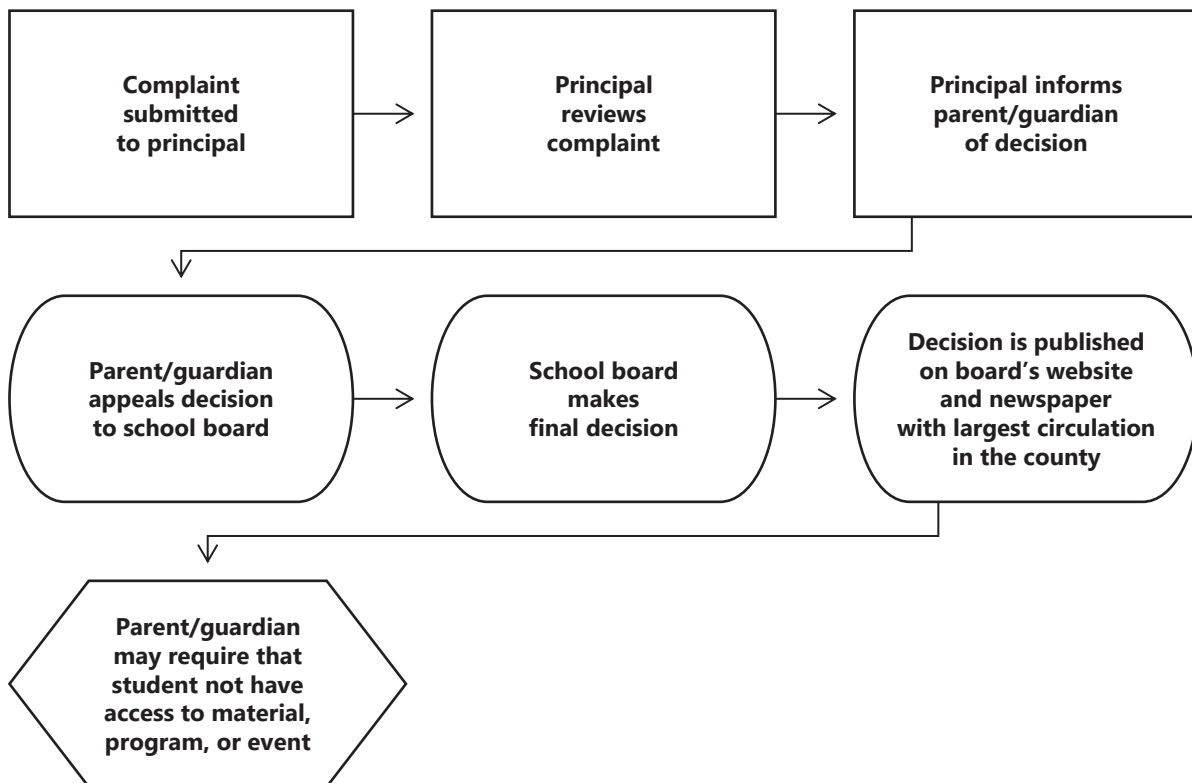 Complaint
submitted
to principal
Principal
reviews
complaint
Principal informs
parent/guardian
of decision
Parent/guardian
appeals decision
to school board
School board
makes
final decision
Decision is published
on board’s website
and newspaper
with largest circulation
in the county
Parent/guardian
may require that
student not have
access to material,
program, or event